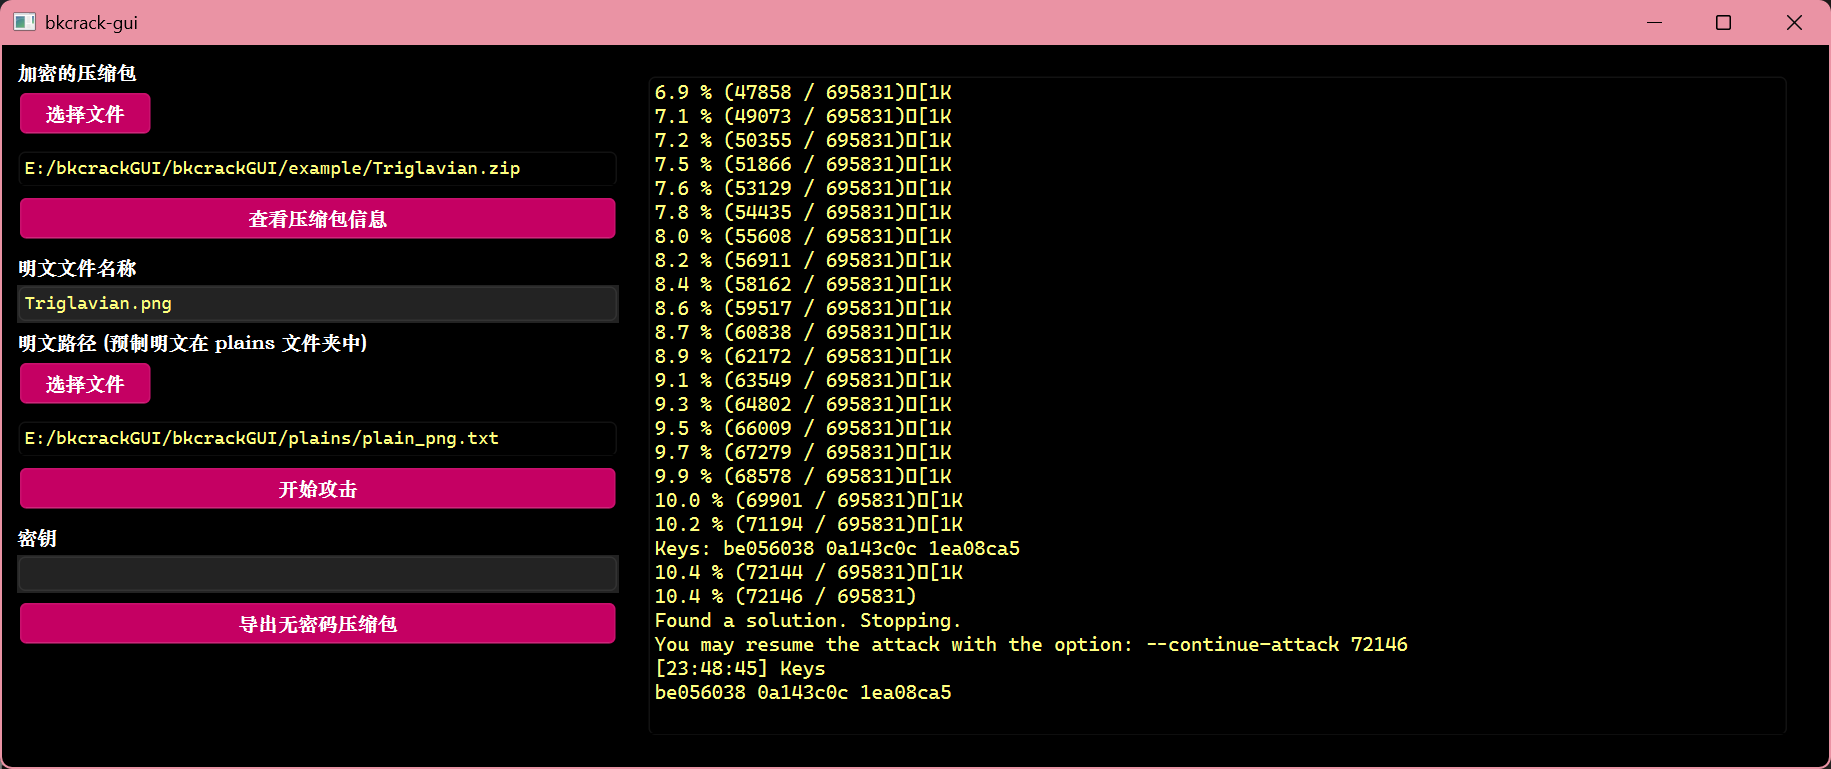 bkcrack-gui
加密的压缩包
选择文件
E:/bkcrackGUI/bkcrackGUI/example/Triglavian.zip
查看压缩包信息
明文文件名称
Triglavian.png
明文路径 (预制明文在 plains 文件夹中)
选择文件
E:/bkcrackGUI/bkcrackGUI/plains/plain_png.txt
开始攻击
密钥
导出无密码压缩包
6.9 % (47858 / 695831)▯[1K
7.1 % (49073 / 695831)▯[1K
7.2 % (50355 / 695831)▯[1K
7.5 % (51866 / 695831)▯[1K
7.6 % (53129 / 695831)▯[1K
7.8 % (54435 / 695831)▯[1K
8.0 % (55608 / 695831)▯[1K
8.2 % (56911 / 695831)▯[1K
8.4 % (58162 / 695831)▯[1K
8.6 % (59517 / 695831)▯[1K
8.7 % (60838 / 695831)▯[1K
8.9 % (62172 / 695831)▯[1K
9.1 % (63549 / 695831)▯[1K
9.3 % (64802 / 695831)▯[1K
9.5 % (66009 / 695831)▯[1K
9.7 % (67279 / 695831)▯[1K
9.9 % (68578 / 695831)▯[1K
10.0 % (69901 / 695831)▯[1K
10.2 % (71194 / 695831)▯[1K
Keys: be056038 0a143c0c 1ea08ca5
10.4 % (72144 / 695831)▯[1K
10.4 % (72146 / 695831)
Found a solution. Stopping.
You may resume the attack with the option: --continue-attack 72146
[23:48:45] Keys
be056038 0a143c0c 1ea08ca5